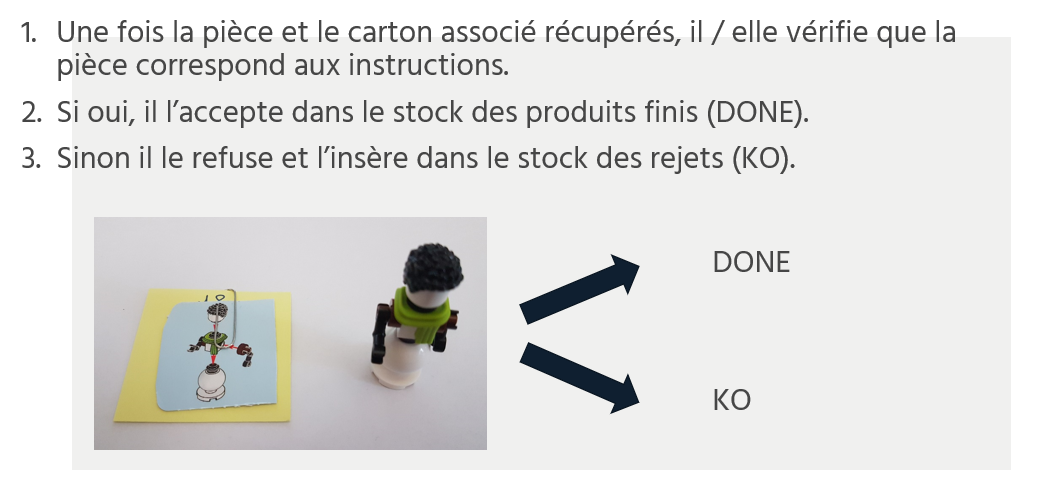 1. Une fois la pièce et le carton associé récupérés, il / elle vérifie que la
pièce correspond aux instructions.
2. Si oui, il l’accepte dans le stock des produits finis (DONE).
3. Sinon il le refuse et l’insère dans le stock des rejets (KO).
DONE
KO